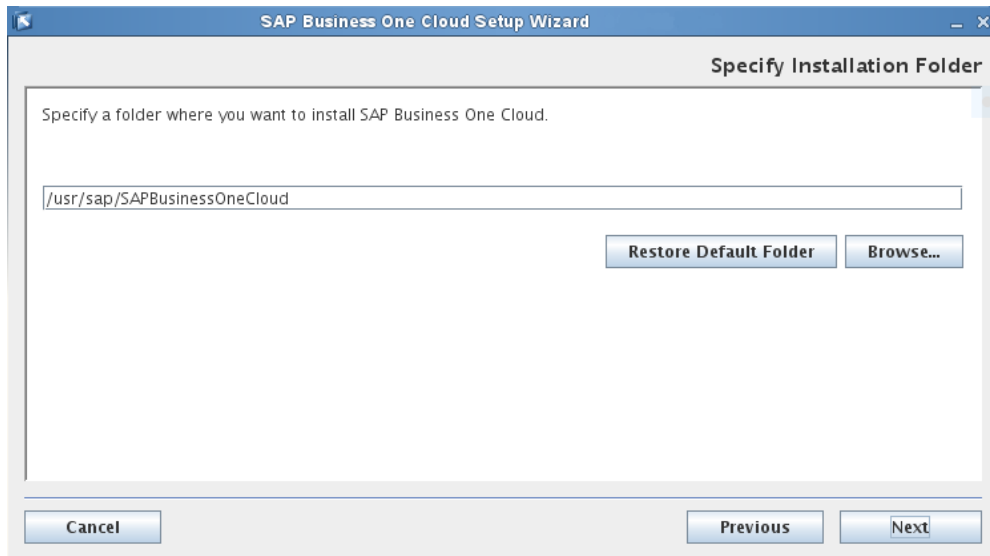 SAP Business One Cloud Setup Wizard
Specify Installation Folder
Specify a folder where you want to install SAP Business One Cloud.
/usr/sap/SAPBusinessOneCloud
Restore Default Folder
Browse...
Cancel
Previous
Next